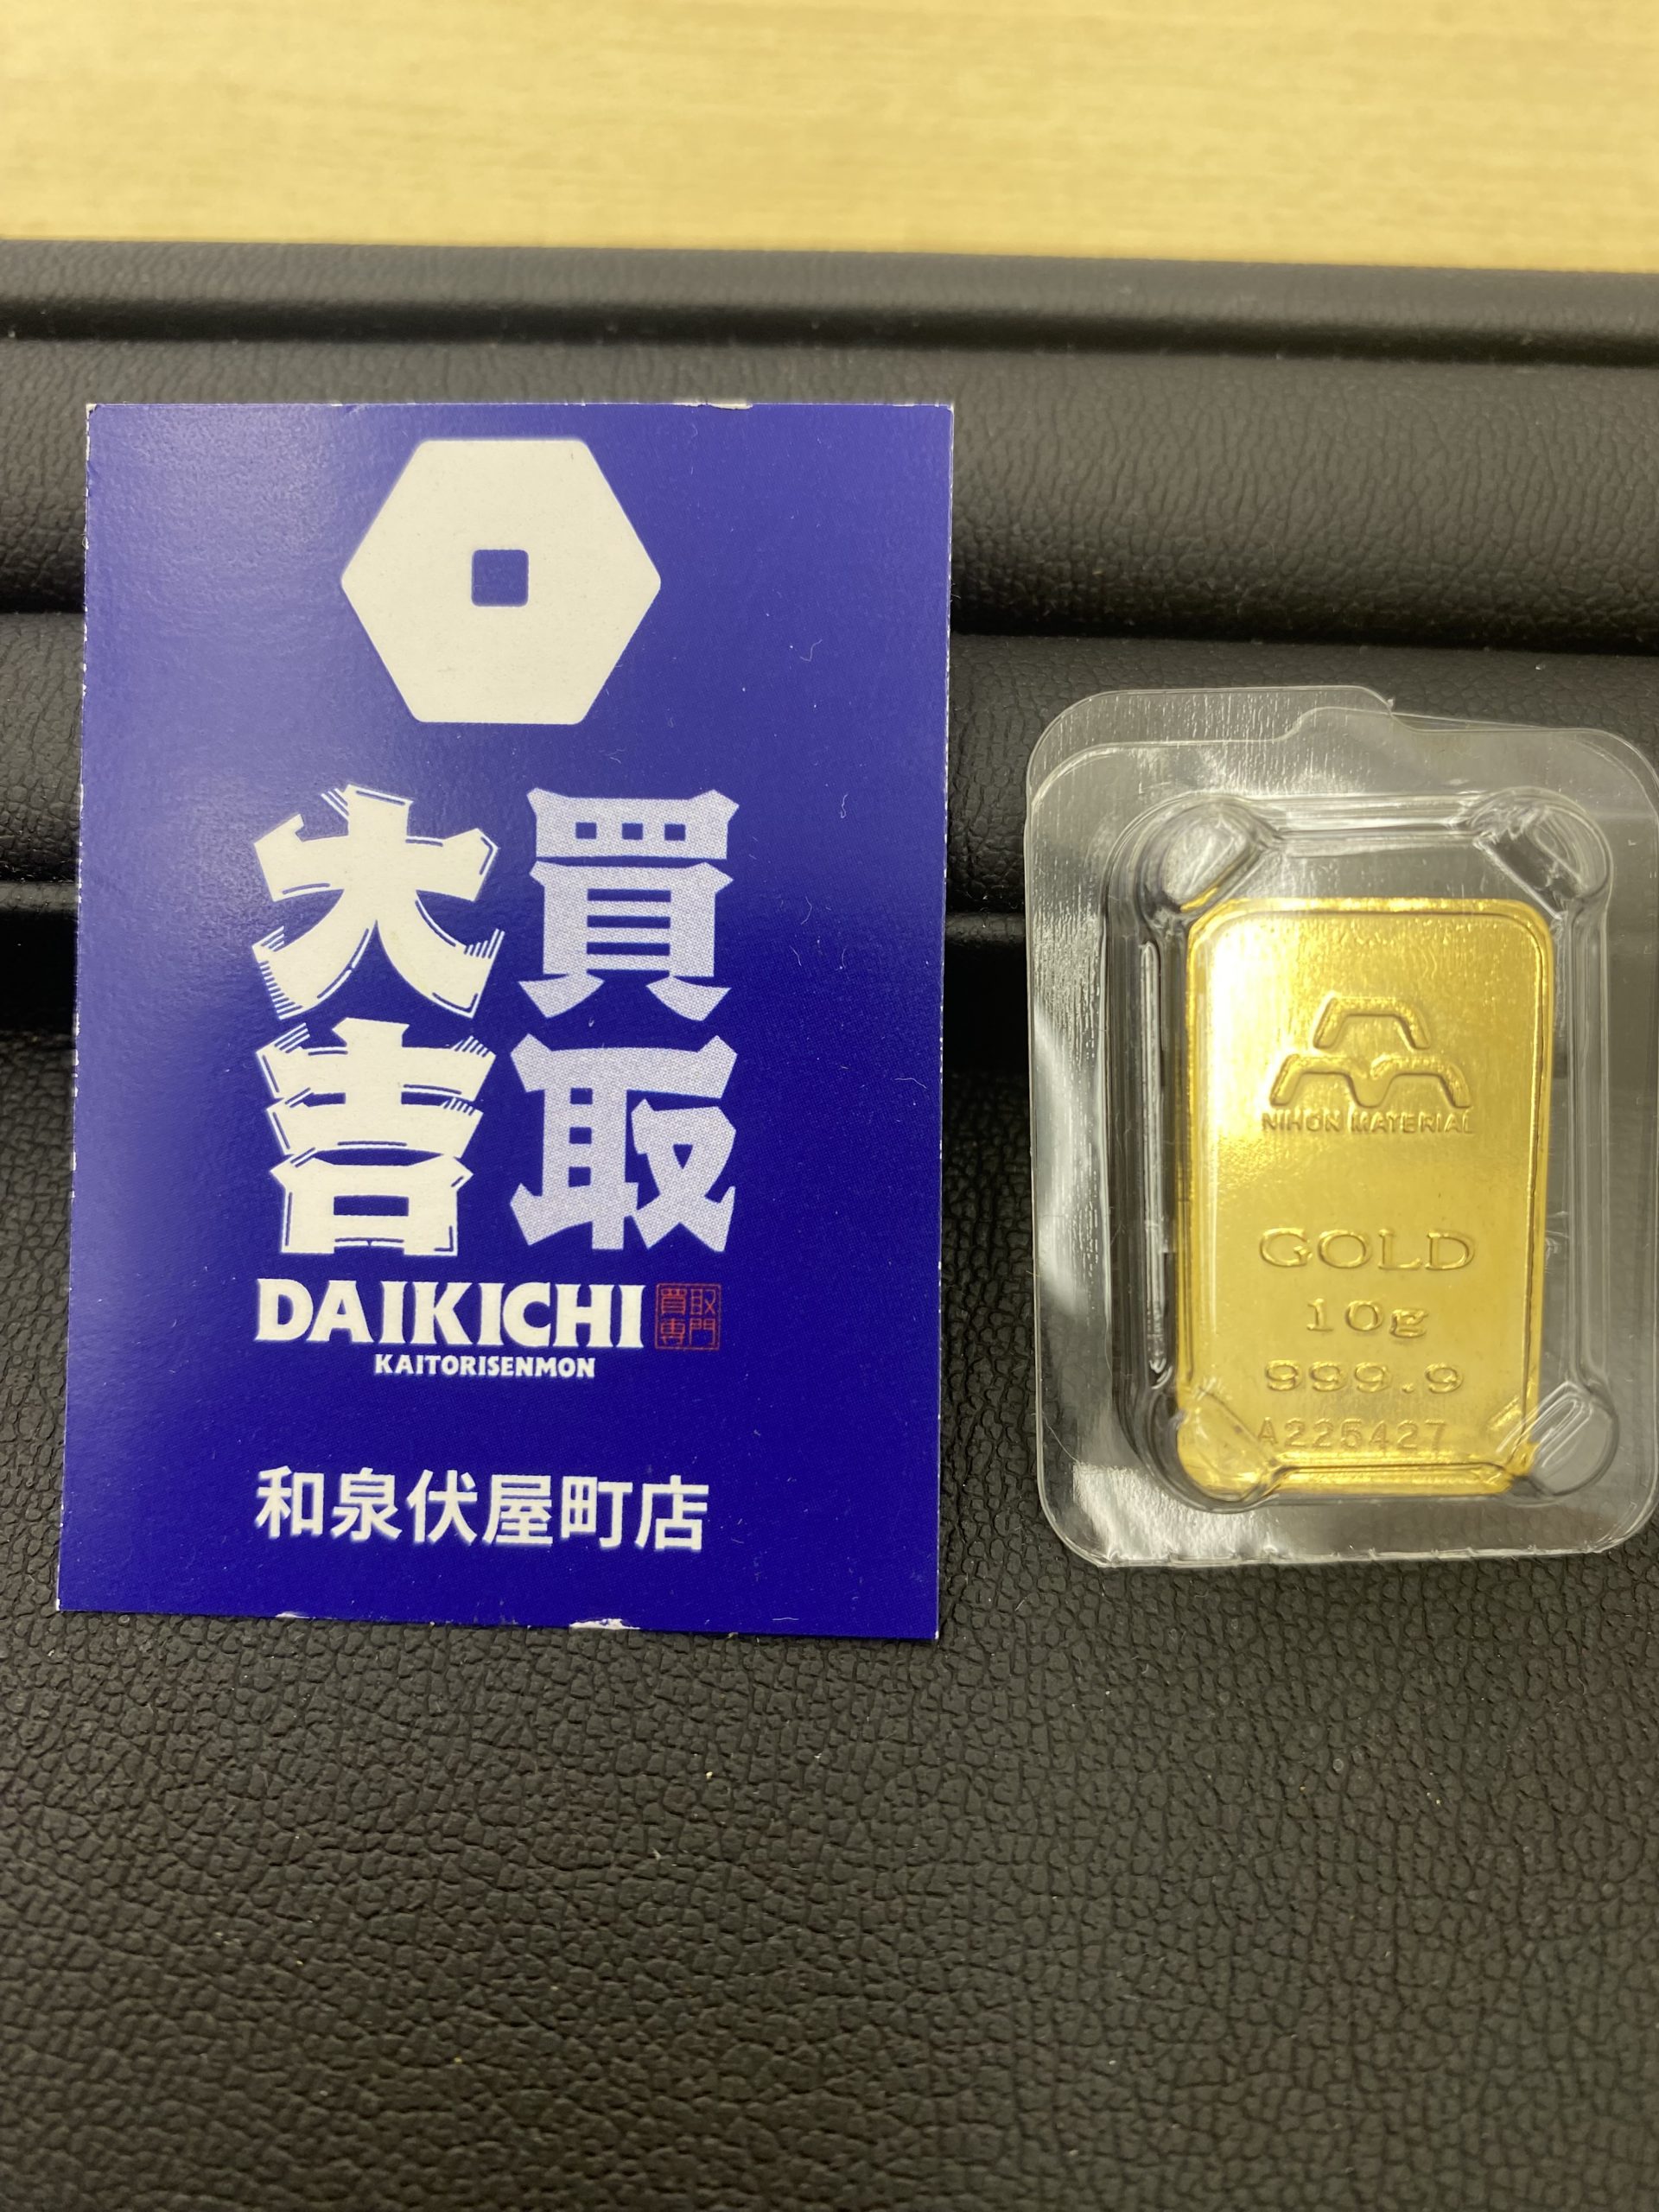 買取
大吉
DAIKICHI
買取
専門
KAITORISENMON
和泉伏屋町店
NIHON MATERIAL
GOLD
10g
999.9
A225427